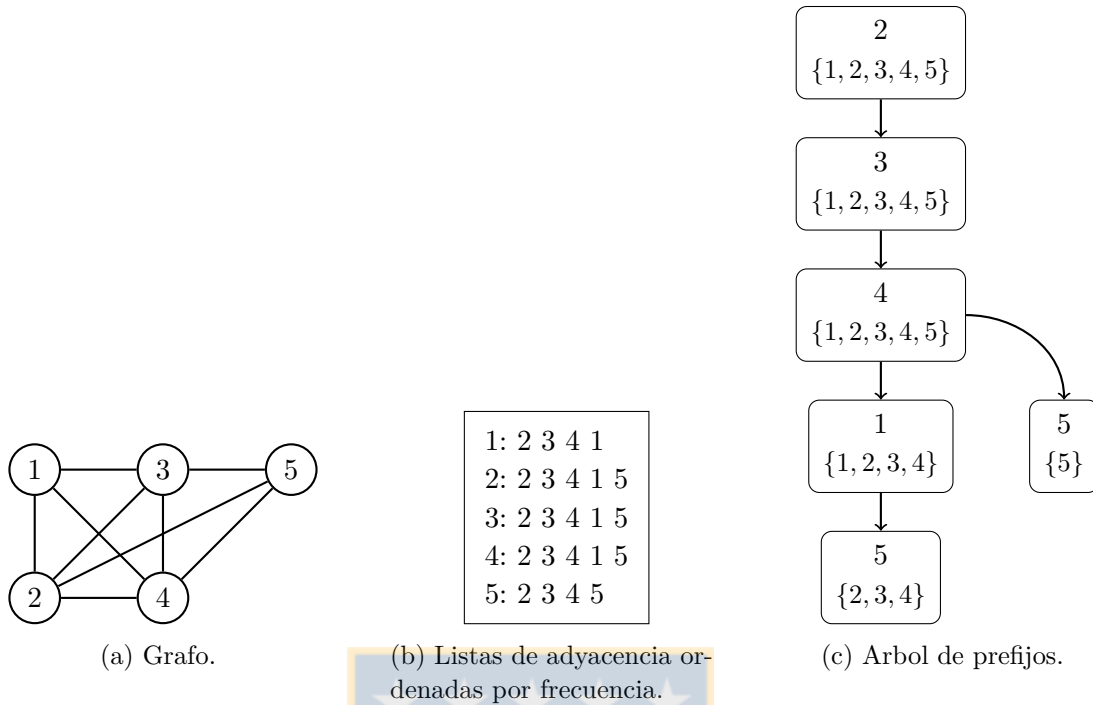 1 3 5
2 4
(a) Grafo.
1: 2 3 4 1
2: 2 3 4 1 5
3: 2 3 4 1 5
4: 2 3 4 1 5
5: 2 3 4 5
(b) Listas de adyacencia or-
denadas por frecuencia.
2
{1, 2, 3, 4, 5}
3
{1, 2, 3, 4, 5}
4
{1, 2, 3, 4, 5}
1
{1, 2, 3, 4}
5
{5}
5
{2, 3, 4}
(c) Arbol de prefijos.